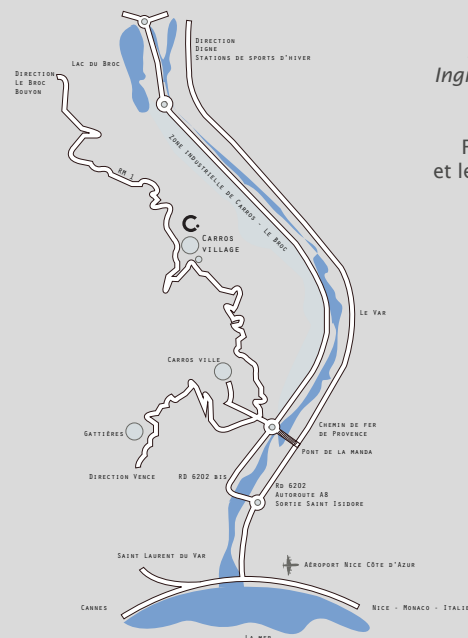 Direction
Digne
Stations de sports d'hiver
Lac du Broc
Direction
Le Broc
Bouyon
Ingri
F
et le
Zone industrielle de Carros - Le Broc
RM 1
C.
Carros
village
Le Var
Carros ville
Chemin de fer
de Provence
Gattières
Pont de la manda
Direction Vence
RD 6202 bis
Rd 6202
Autoroute A8
Sortie Saint Isidore
Saint Laurent du Var
Aéroport Nice Côte d'Azur
Cannes
Nice - Monaco - Italie
La mer